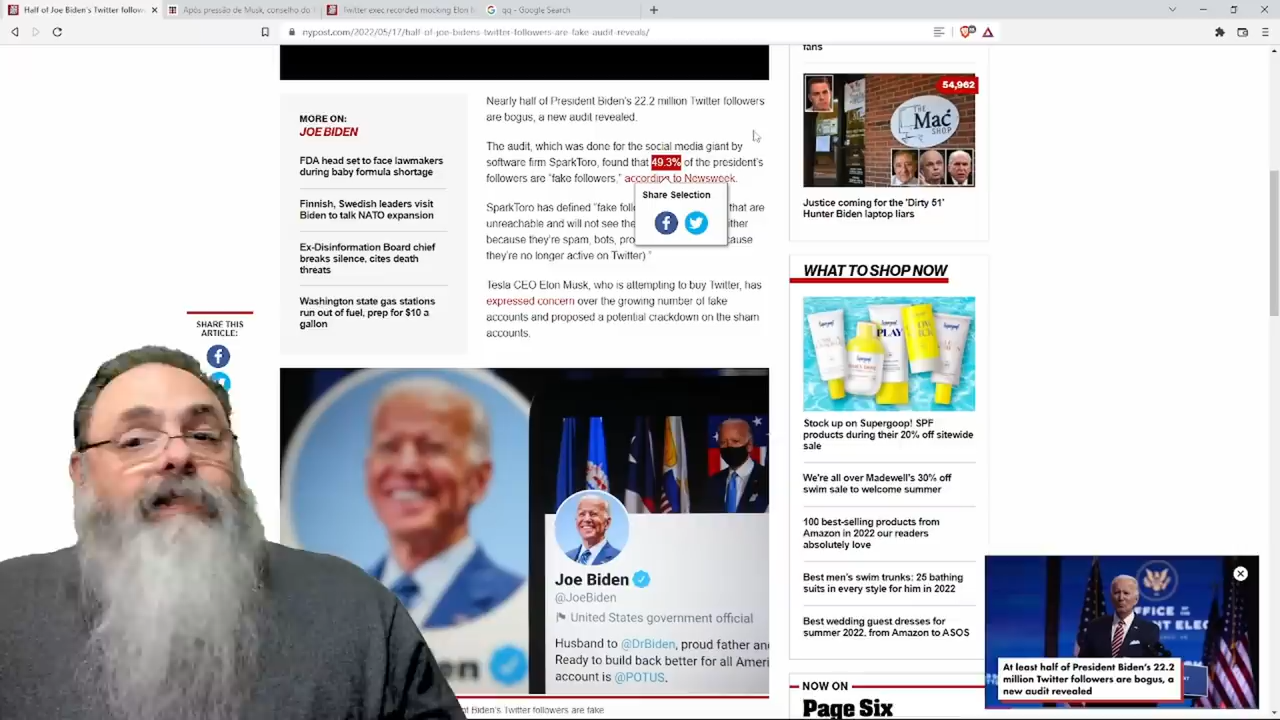 Half of Joe Biden's Twitter follow
Após pressão de Musk, conselho do
Twitter exec recorded mocking Elon
qq - Google Search
nypost.com/2022/05/17/half-of-joe-bidens-twitter-followers-are-fake-audit-reveals/
MORE ON:
JOE BIDEN
FDA head set to face lawmakers
during baby formula shortage
Finnish, Swedish leaders visit
Biden to talk NATO expansion
Ex-Disinformation Board chief
breaks silence, cites death
threats
Washington state gas stations
run out of fuel, prep for $10 a
gallon
SHARE THIS
ARTICLE:
Nearly half of President Biden's 22.2 million Twitter followers
are bogus, a new audit revealed.
The audit, which was done for the social media giant by
software firm SparkToro, found that 49.3% of the president's
followers are "fake followers," according to Newsweek.
Share Selection
SparkToro has defined "fake that are
unreachable and will not see the
because they're spam, bots,
they're no longer active on Twitter)."
Tesla CEO Elon Musk, who is attempting to buy Twitter, has
expressed concern over the growing number of fake
accounts and proposed a potential crackdown on the sham
accounts.
Joe Biden
@JoeBiden
United States government official
Husband to @DrBiden, proud father
Ready to build back better for all
account is @POTUS.
Biden's Twitter followers are fake
fans
54,962
THE
Mac
SHOP
Justice coming for the 'Dirty 51'
Hunter Biden laptop liars
WHAT TO SHOP NOW
PLAY
Stock up on Supergoop! SPF
products during their 20% off sitewide
sale
We're all over Madewell's 30% off
swim sale to welcome summer
100 best-selling products from
Amazon in 2022 our readers
absolutely love
Best men's swim trunks: 25 bathing
suits in every style for him in 2022
Best wedding guest dresses for
summer 2022, from Amazon to ASOS
NOW ON
Page Six
At least half of President Biden's 22.2
million Twitter followers are bogus, a
new audit revealed